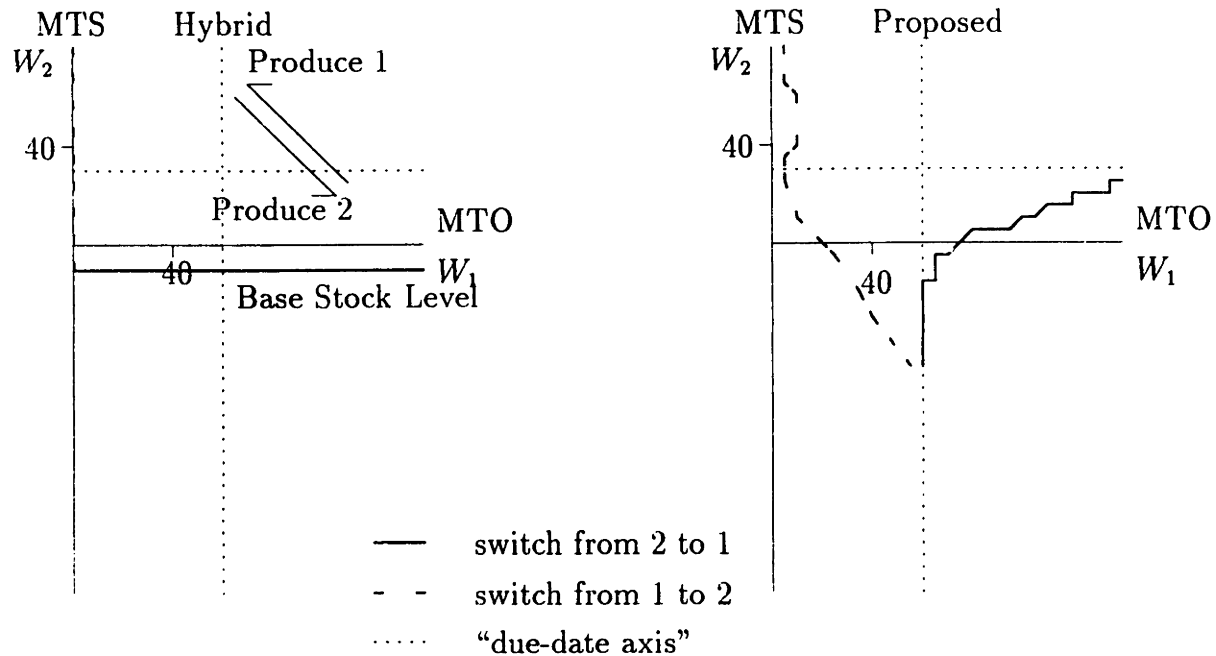 MTS Hybrid
W₂
Produce 1
40
Produce 2
MTO
40
W₁
Base Stock Level
MTS Proposed
W₂
40
MTO
40
W₁
switch from 2 to 1
switch from 1 to 2
“due-date axis”